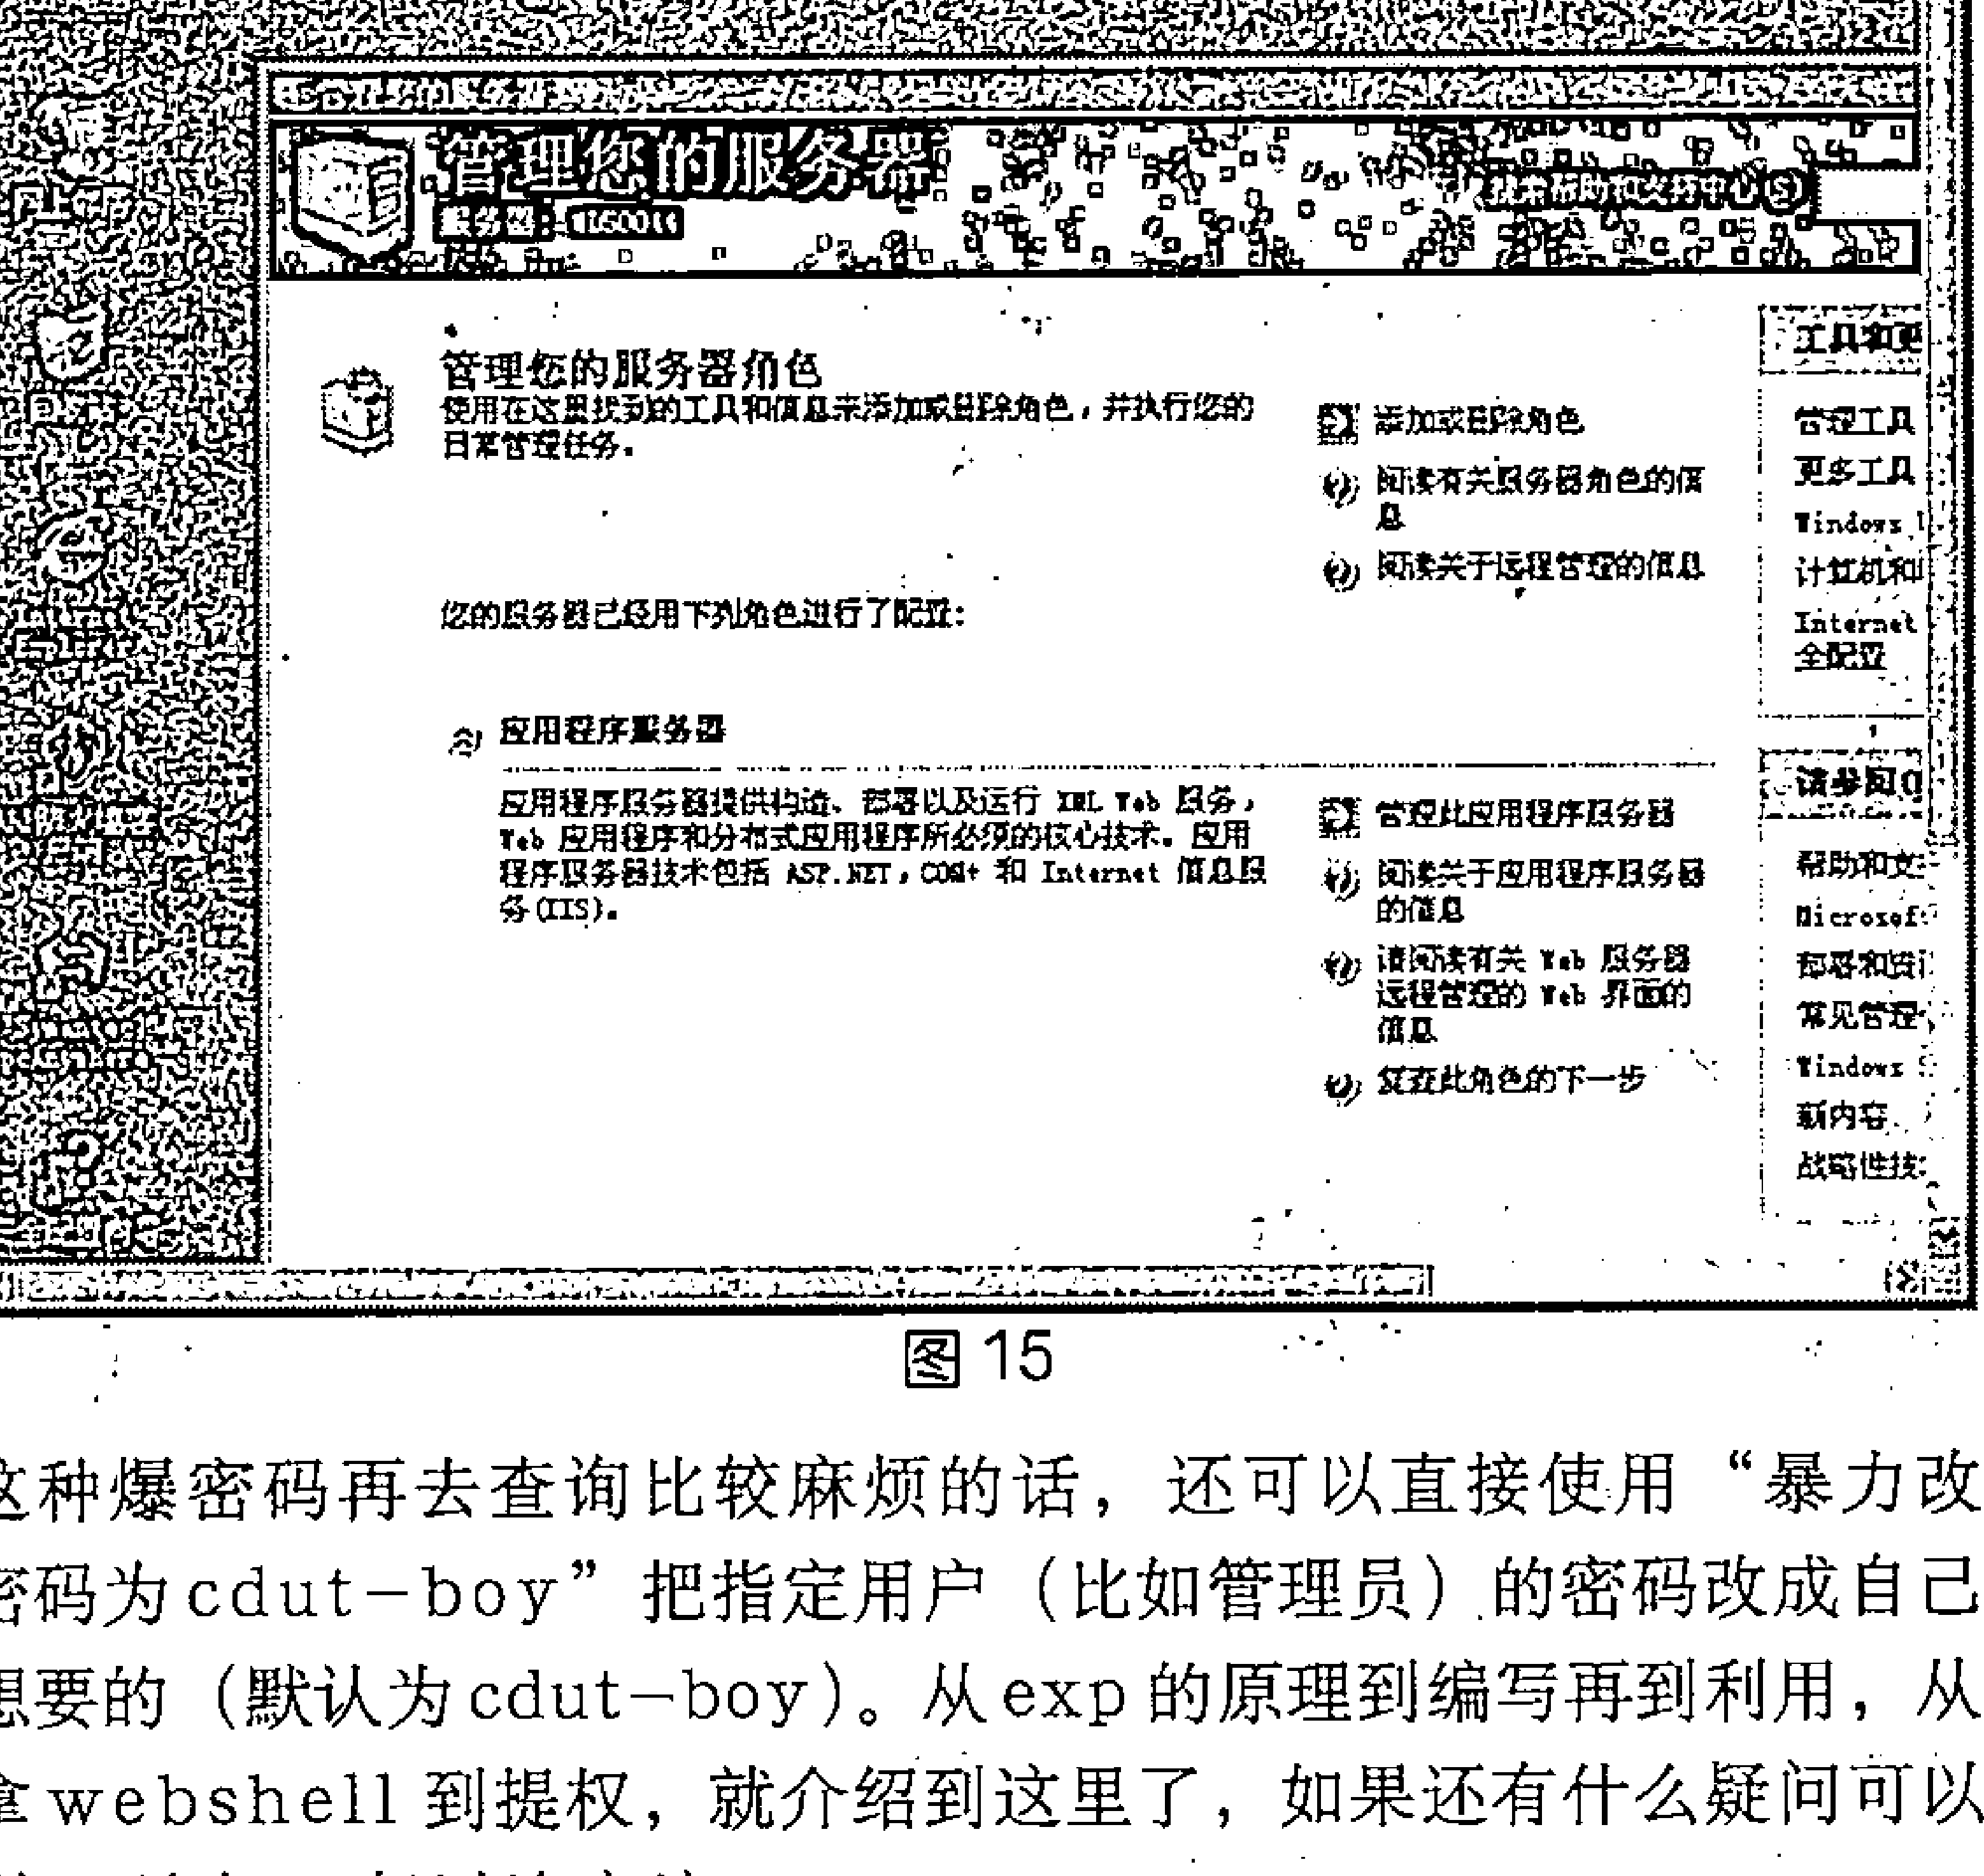 管理您的服务器
服务器:
管理您的服务器角色
使用在这里找到的工具和信息来添加或删除角色,并执行您的
日常管理任务。
添加或删除角色
阅读有关服务器角色的信
息
阅读关于远程管理的信息
您的服务器已经用下列角色进行了配置:
应用程序服务器
应用程序服务器提供构造、部署以及运行 XML Web 服务,
Web 应用程序和分布式应用程序所必须的核心技术。应用
程序服务器技术包括 ASP.NET,COM+ 和 Internet 信息服
务(IIS)。
管理此应用程序服务器
阅读关于应用程序服务器
的信息
请阅读有关 Web 服务器
远程管理的 Web 界面的
信息
复查此角色的下一步
工具和更
管理工具
更多工具
Windows
计算机和
Internet
全配置
请参阅
帮助和支
Microsoft
部署和资
常见管理
Windows
新内容
战略性技
图 15
这种爆密码再去查询比较麻烦的话,还可以直接使用“暴力改
密码为cdut-boy”把指定用户(比如管理员)的密码改成自己
想要的(默认为cdut-boy)。从exp的原理到编写再到利用,从
拿webshell到提权,就介绍到这里了,如果还有什么疑问可以